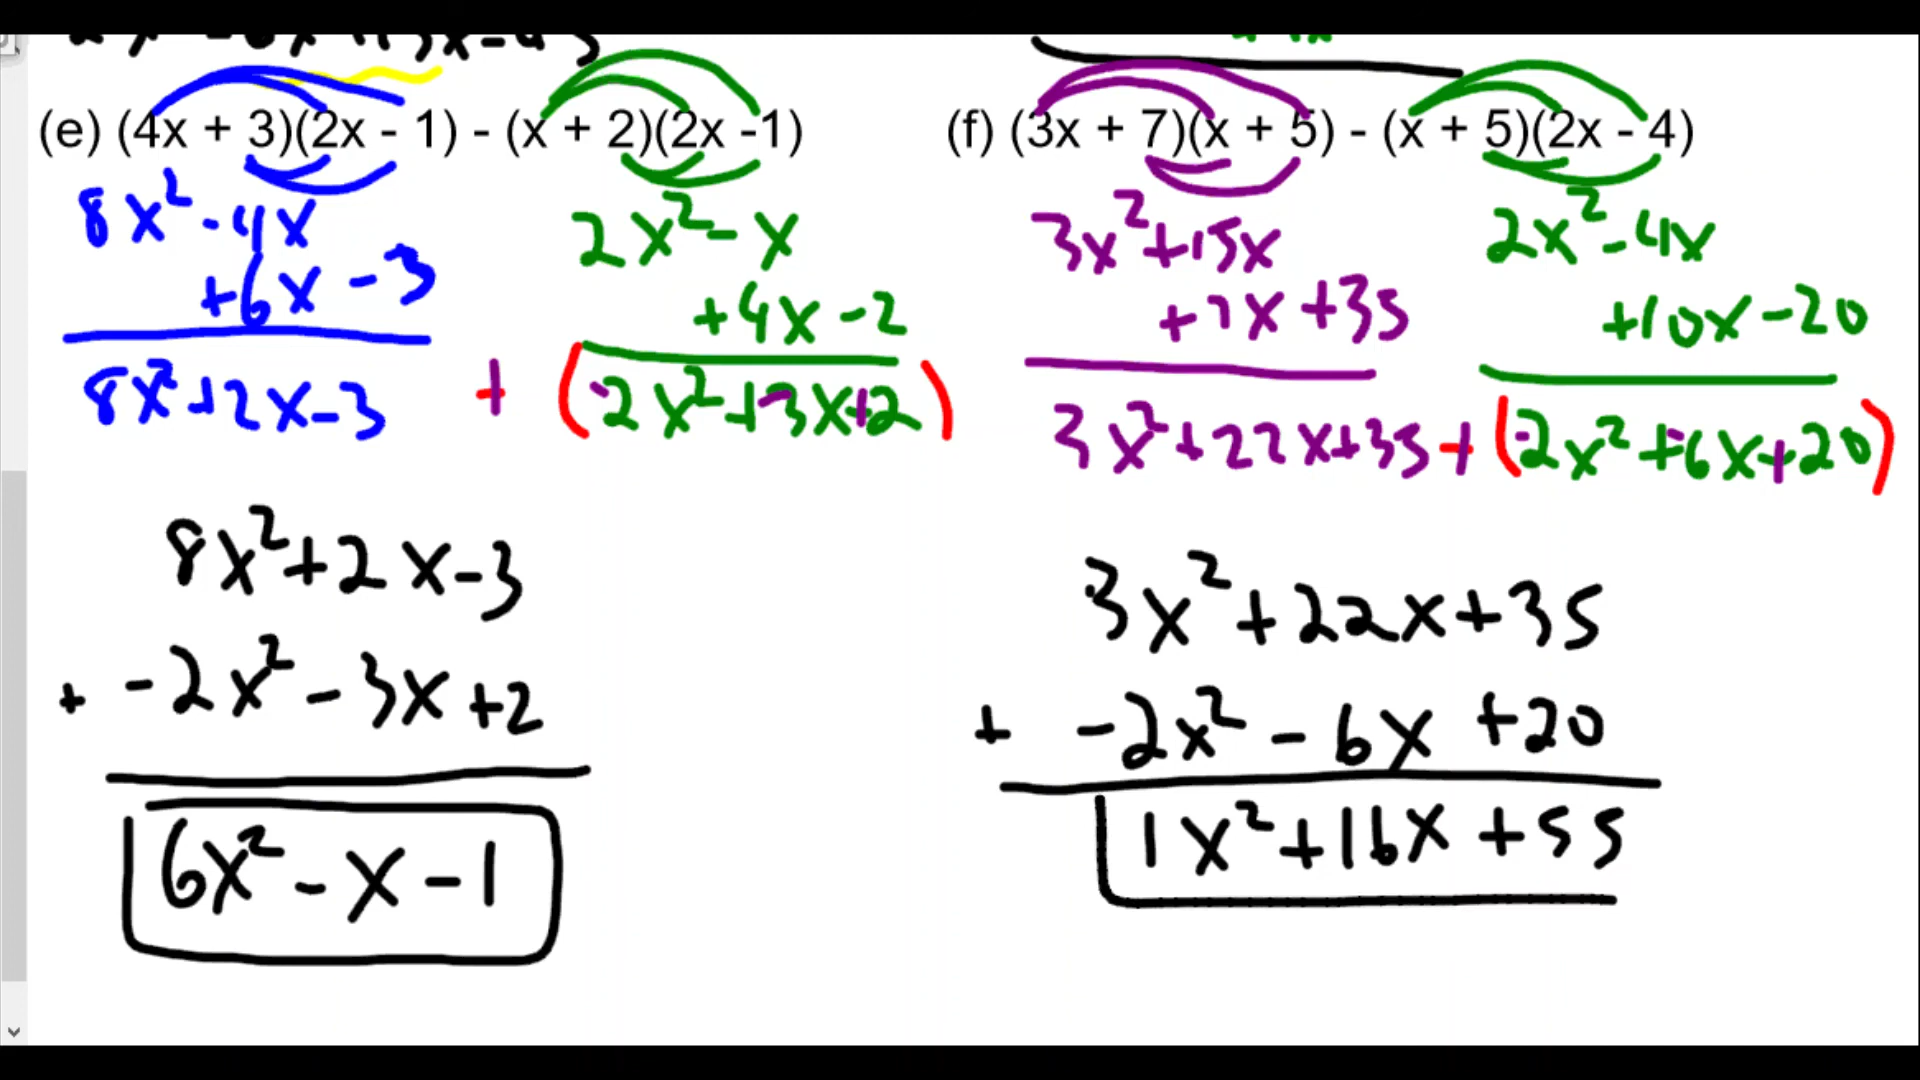 (e) (4x + 3)(2x - 1) - (x + 2)(2x -1)
8x² - 4x
+6x - 3
8x² + 2x - 3
2x² - x
+4x - 2
+ (-2x² + -3x + 2)
8x² + 2x - 3
+ -2x² - 3x + 2
6x² - x - 1
(f) (3x + 7)(x + 5) - (x + 5)(2x - 4)
3x² + 15x
+7x + 35
3x² + 22x + 35
2x² - 4x
+10x - 20
+ (-2x² + -6x + 20)
3x² + 22x + 35
+ -2x² - 6x + 20
1x² + 16x + 55